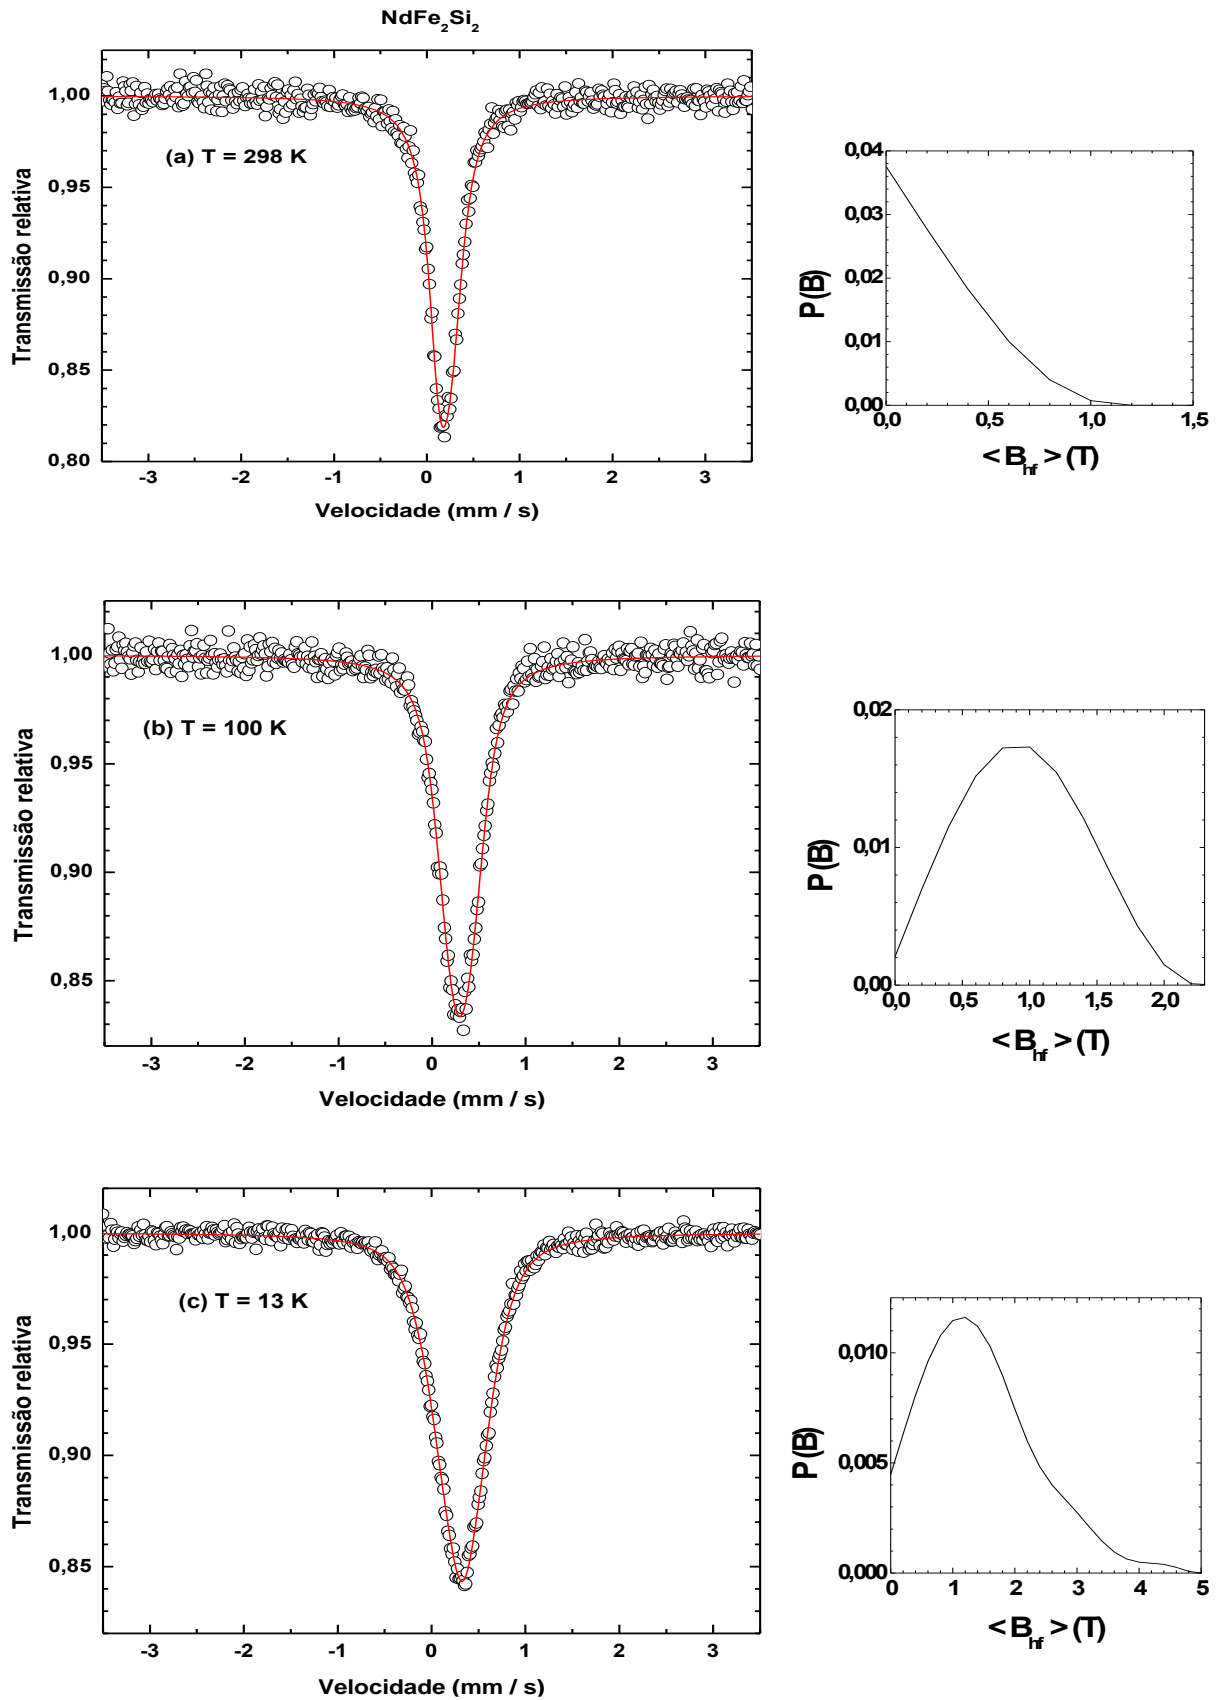 NdFe₂Si₂
1,00
0,95
0,90
0,85
0,80
Transmissão relativa
(a) T = 298 K
-3 -2 -1 0 1 2 3
Velocidade (mm / s)
0,04
0,03
0,02
0,01
0,00
P(B)
0,0 0,5 1,0 1,5
<B_hf>(T)
1,00
0,95
0,90
0,85
Transmissão relativa
(b) T = 100 K
-3 -2 -1 0 1 2 3
Velocidade (mm / s)
0,02
0,01
0,00
P(B)
0,0 0,5 1,0 1,5 2,0
<B_hf>(T)
1,00
0,95
0,90
0,85
Transmissão relativa
(c) T = 13 K
-3 -2 -1 0 1 2 3
Velocidade (mm / s)
0,010
0,005
0,000
P(B)
0 1 2 3 4 5
<B_hf>(T)